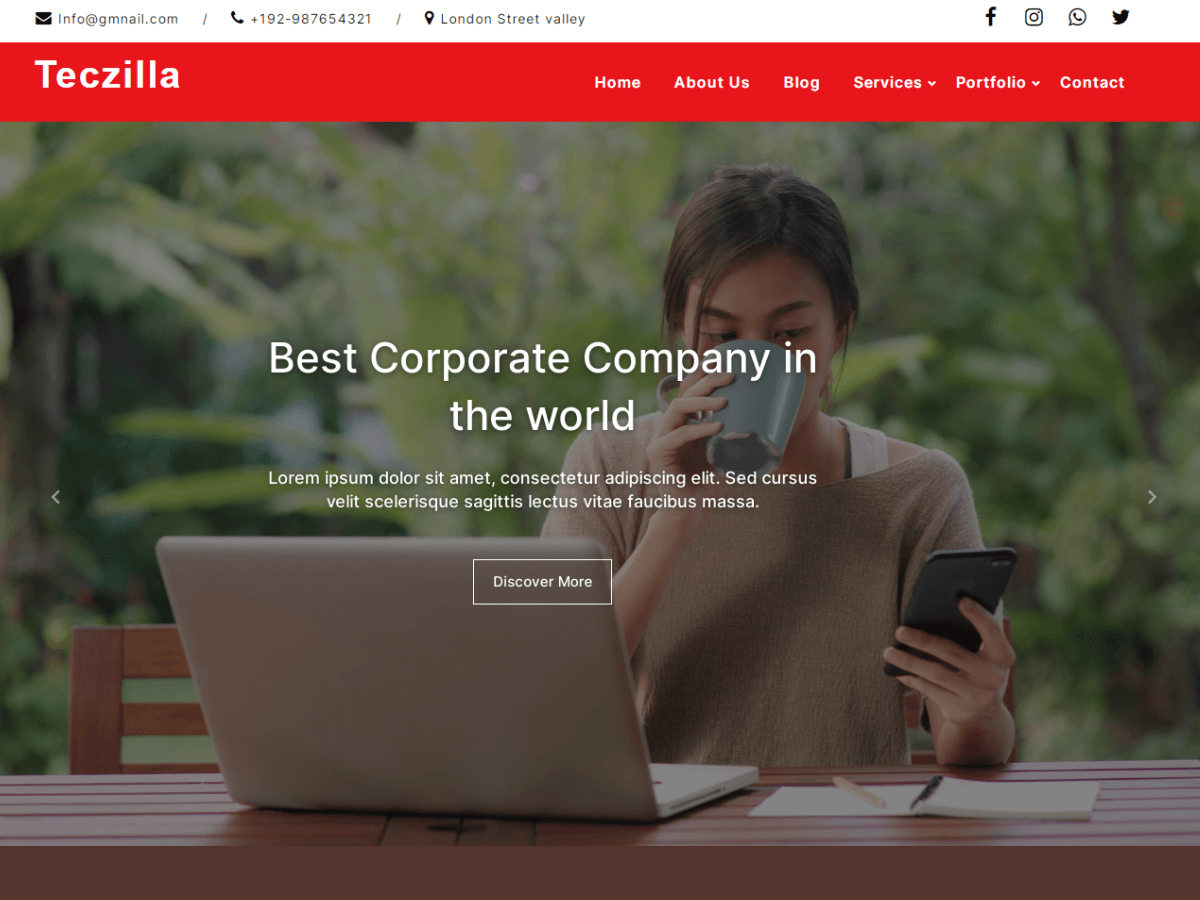 Info@gmnail.com / +192-987654321 / London Street valley
Teczilla
Home About Us Blog Services Portfolio Contact
Best Corporate Company in
the world
Lorem ipsum dolor sit amet, consectetur adipiscing elit. Sed cursus
velit scelerisque sagittis lectus vitae faucibus massa.
Discover More